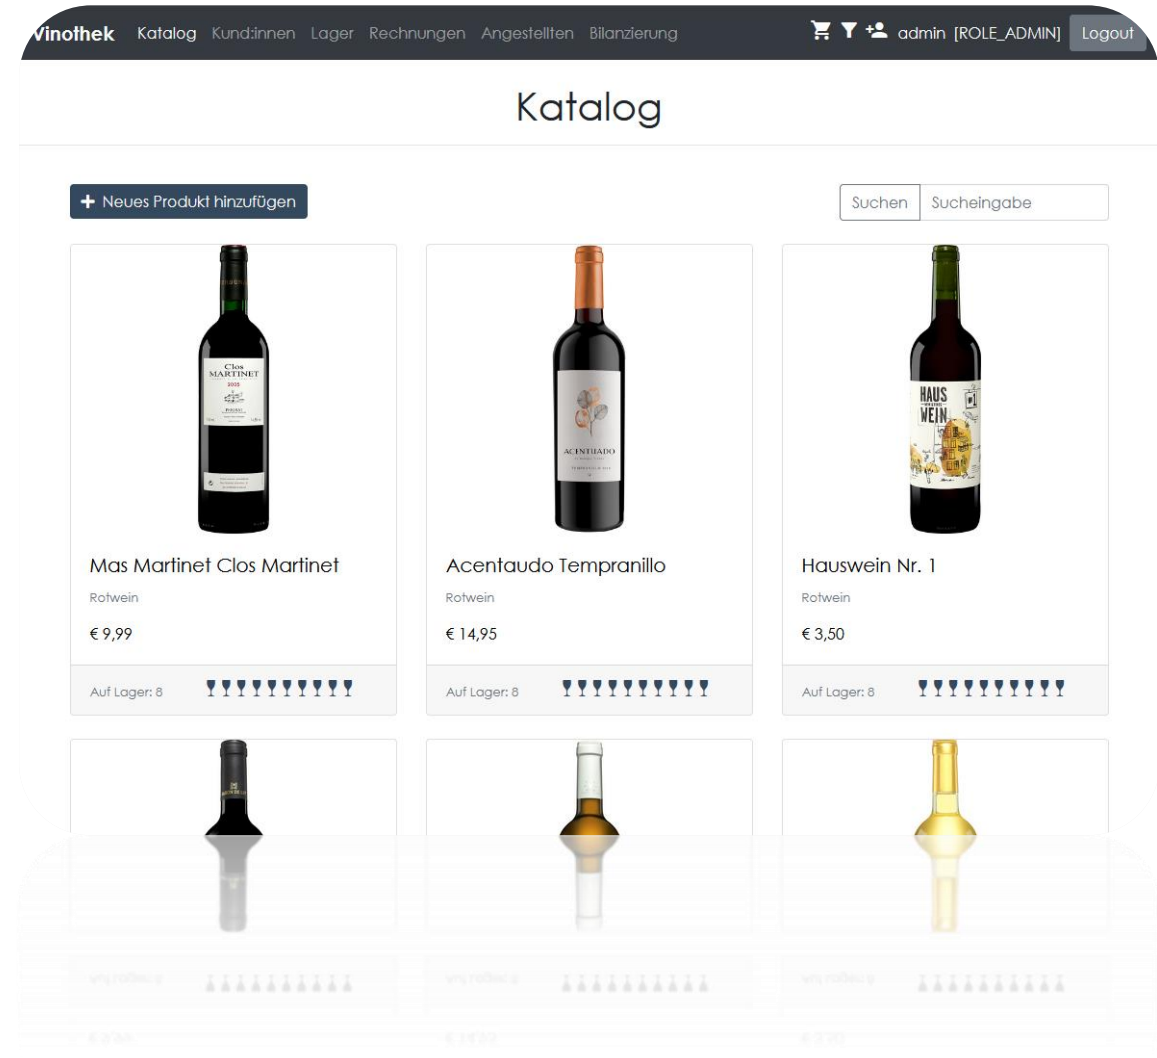 Vinothek Katalog Kund:innen Lager Rechnungen Angestellten Bilanzierung admin [ROLE_ADMIN] Logout
Katalog
Neues Produkt hinzufügen Suchen Sucheingabe
Clos
MARTINET
ACENTUADO
HAUS
WEIN
#1
Mas Martinet Clos Martinet Acentaudo Tempranillo Hauswein Nr. 1
Rotwein Rotwein Rotwein
€ 9,99 € 14,95 € 3,50
Auf Lager: 8 Auf Lager: 8 Auf Lager: 8